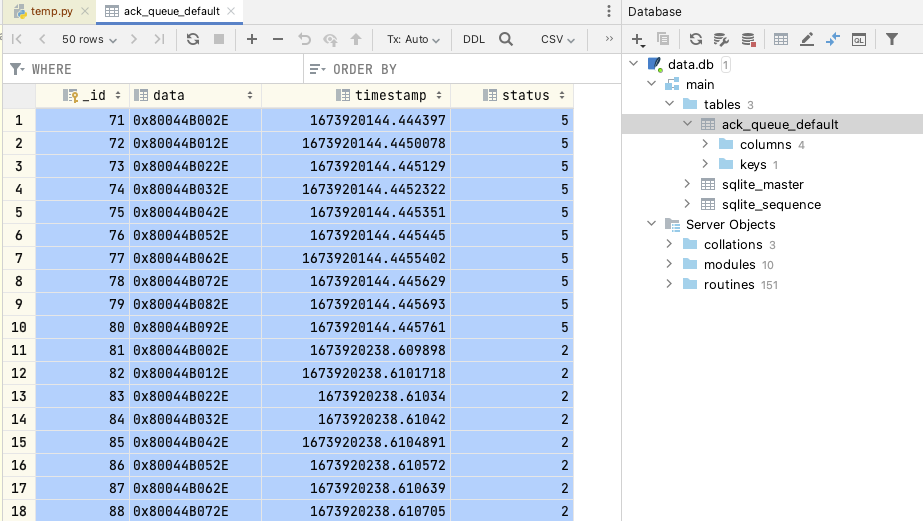 temp.py ack_queue_default
50 rows Tx: Auto DDL CSV
WHERE ORDER BY
_id data timestamp status
1 71 0x80044B002E 1673920144.444397 5
2 72 0x80044B012E 1673920144.4450078 5
3 73 0x80044B022E 1673920144.445129 5
4 74 0x80044B032E 1673920144.4452322 5
5 75 0x80044B042E 1673920144.445351 5
6 76 0x80044B052E 1673920144.445445 5
7 77 0x80044B062E 1673920144.4455402 5
8 78 0x80044B072E 1673920144.445629 5
9 79 0x80044B082E 1673920144.445693 5
10 80 0x80044B092E 1673920144.445761 5
11 81 0x80044B002E 1673920238.609898 2
12 82 0x80044B012E 1673920238.6101718 2
13 83 0x80044B022E 1673920238.61034 2
14 84 0x80044B032E 1673920238.61042 2
15 85 0x80044B042E 1673920238.6104891 2
16 86 0x80044B052E 1673920238.610572 2
17 87 0x80044B062E 1673920238.610639 2
18 88 0x80044B072E 1673920238.610705 2
Database
QL
data.db 1
main
tables 3
ack_queue_default
columns 4
keys 1
sqlite_master
sqlite_sequence
Server Objects
collations 3
modules 10
routines 151